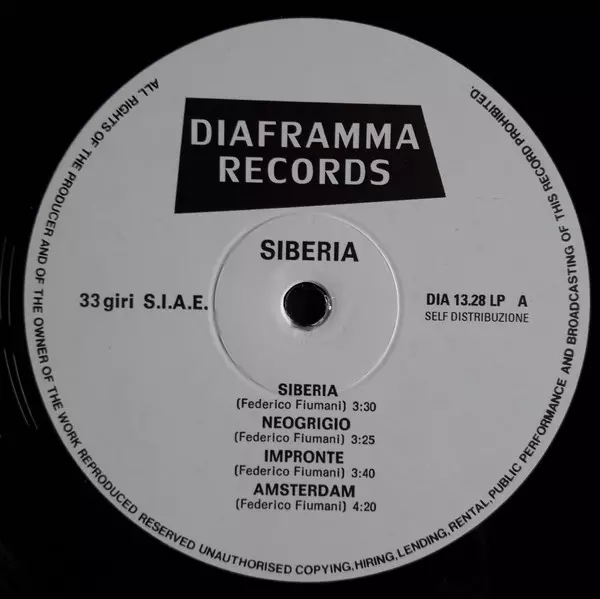 DIAFRAMMA
RECORDS
SIBERIA
33 giri S.I.A.E.
DIA 13.28 LP A
SELF DISTRIBUZIONE
SIBERIA
(Federico Fiumani) 3:30
NEOGRIGIO
(Federico Fiumani) 3:25
IMPRONTE
(Federico Fiumani) 3:40
AMSTERDAM
(Federico Fiumani) 4:20
ALL RIGHTS OF THE PRODUCER AND OF THE OWNER OF THE WORK REPRODUCED RESERVED UNAUTHORISED COPYING, HIRING, LENDING, RENTAL, PUBLIC PERFORMANCE AND BROADCASTING OF THIS RECORD PROHIBITED.